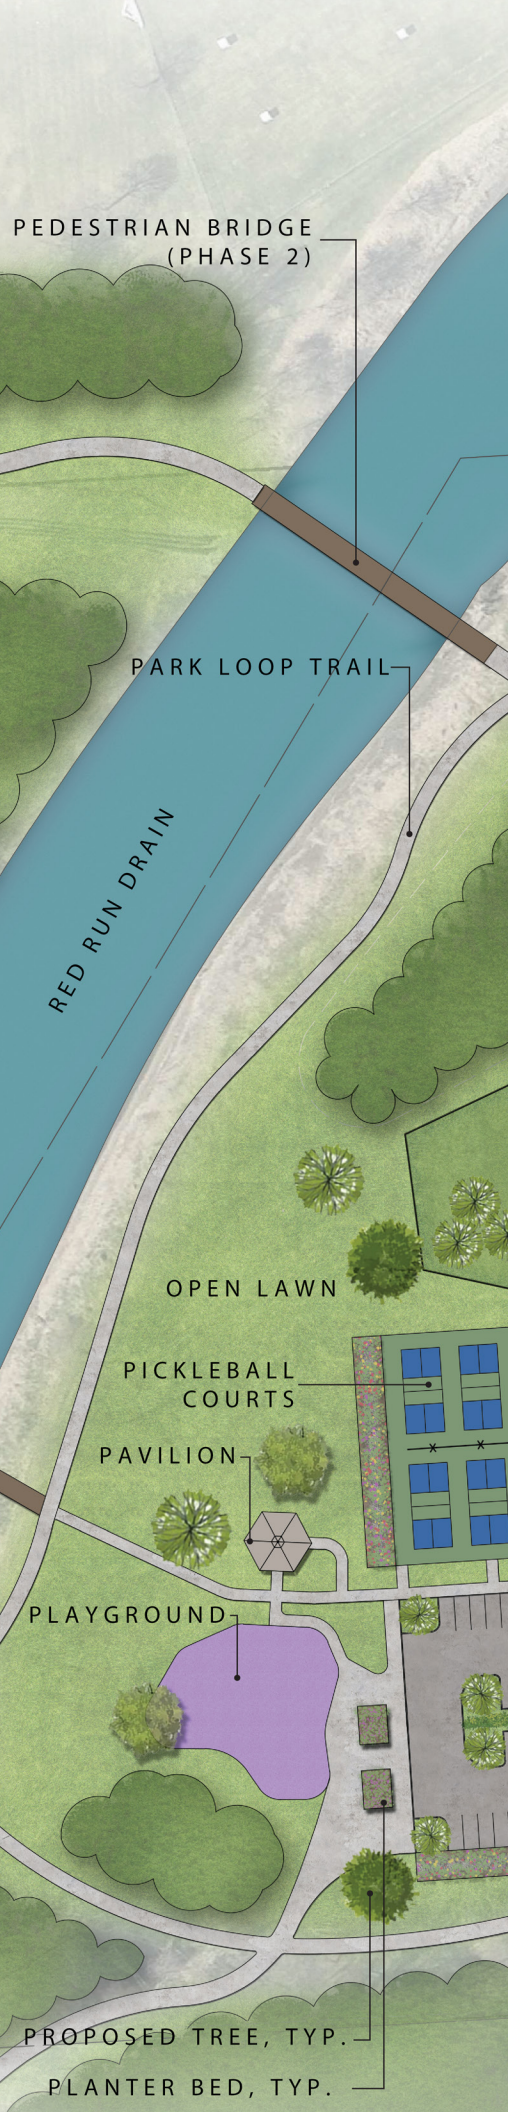 PEDESTRIAN BRIDGE
(PHASE 2)
PARK LOOP TRAIL
RED RUN DRAIN
OPEN LAWN
PICKLEBALL
COURTS
PAVILION
PLAYGROUND
PROPOSED TREE, TYP.
PLANTER BED, TYP.